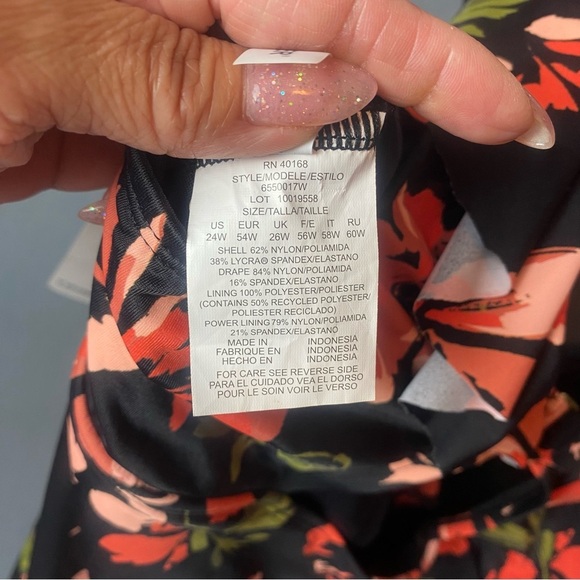 RN 40168
STYLE/MODELE/ESTILO
6550017W
LOT 10019558
SIZE/TALLA/TAILLE
US EUR UK F/E IT RU
24W 54W 26W 56W 58W 60W
SHELL 62% NYLON/POLIAMIDA
38% LYCRA® SPANDEX/ELASTANO
DRAPE 84% NYLON/POLIAMIDA
16% SPANDEX/ELASTANO
LINING 100% POLYESTER/POLIESTER
(CONTAINS 50% RECYCLED POLYESTER/
POLIESTER RECICLADO)
POWER LINING79% NYLON/POLIAMIDA
21% SPANDEX/ELASTANO
MADE IN INDONESIA
FABRIQUE EN INDONESIA
HECHO EN INDONESIA
FOR CARE SEE REVERSE SIDE
PARA EL CUIDADO VEA EL DORSO
POUR LE SOIN VOIR LE VERSO